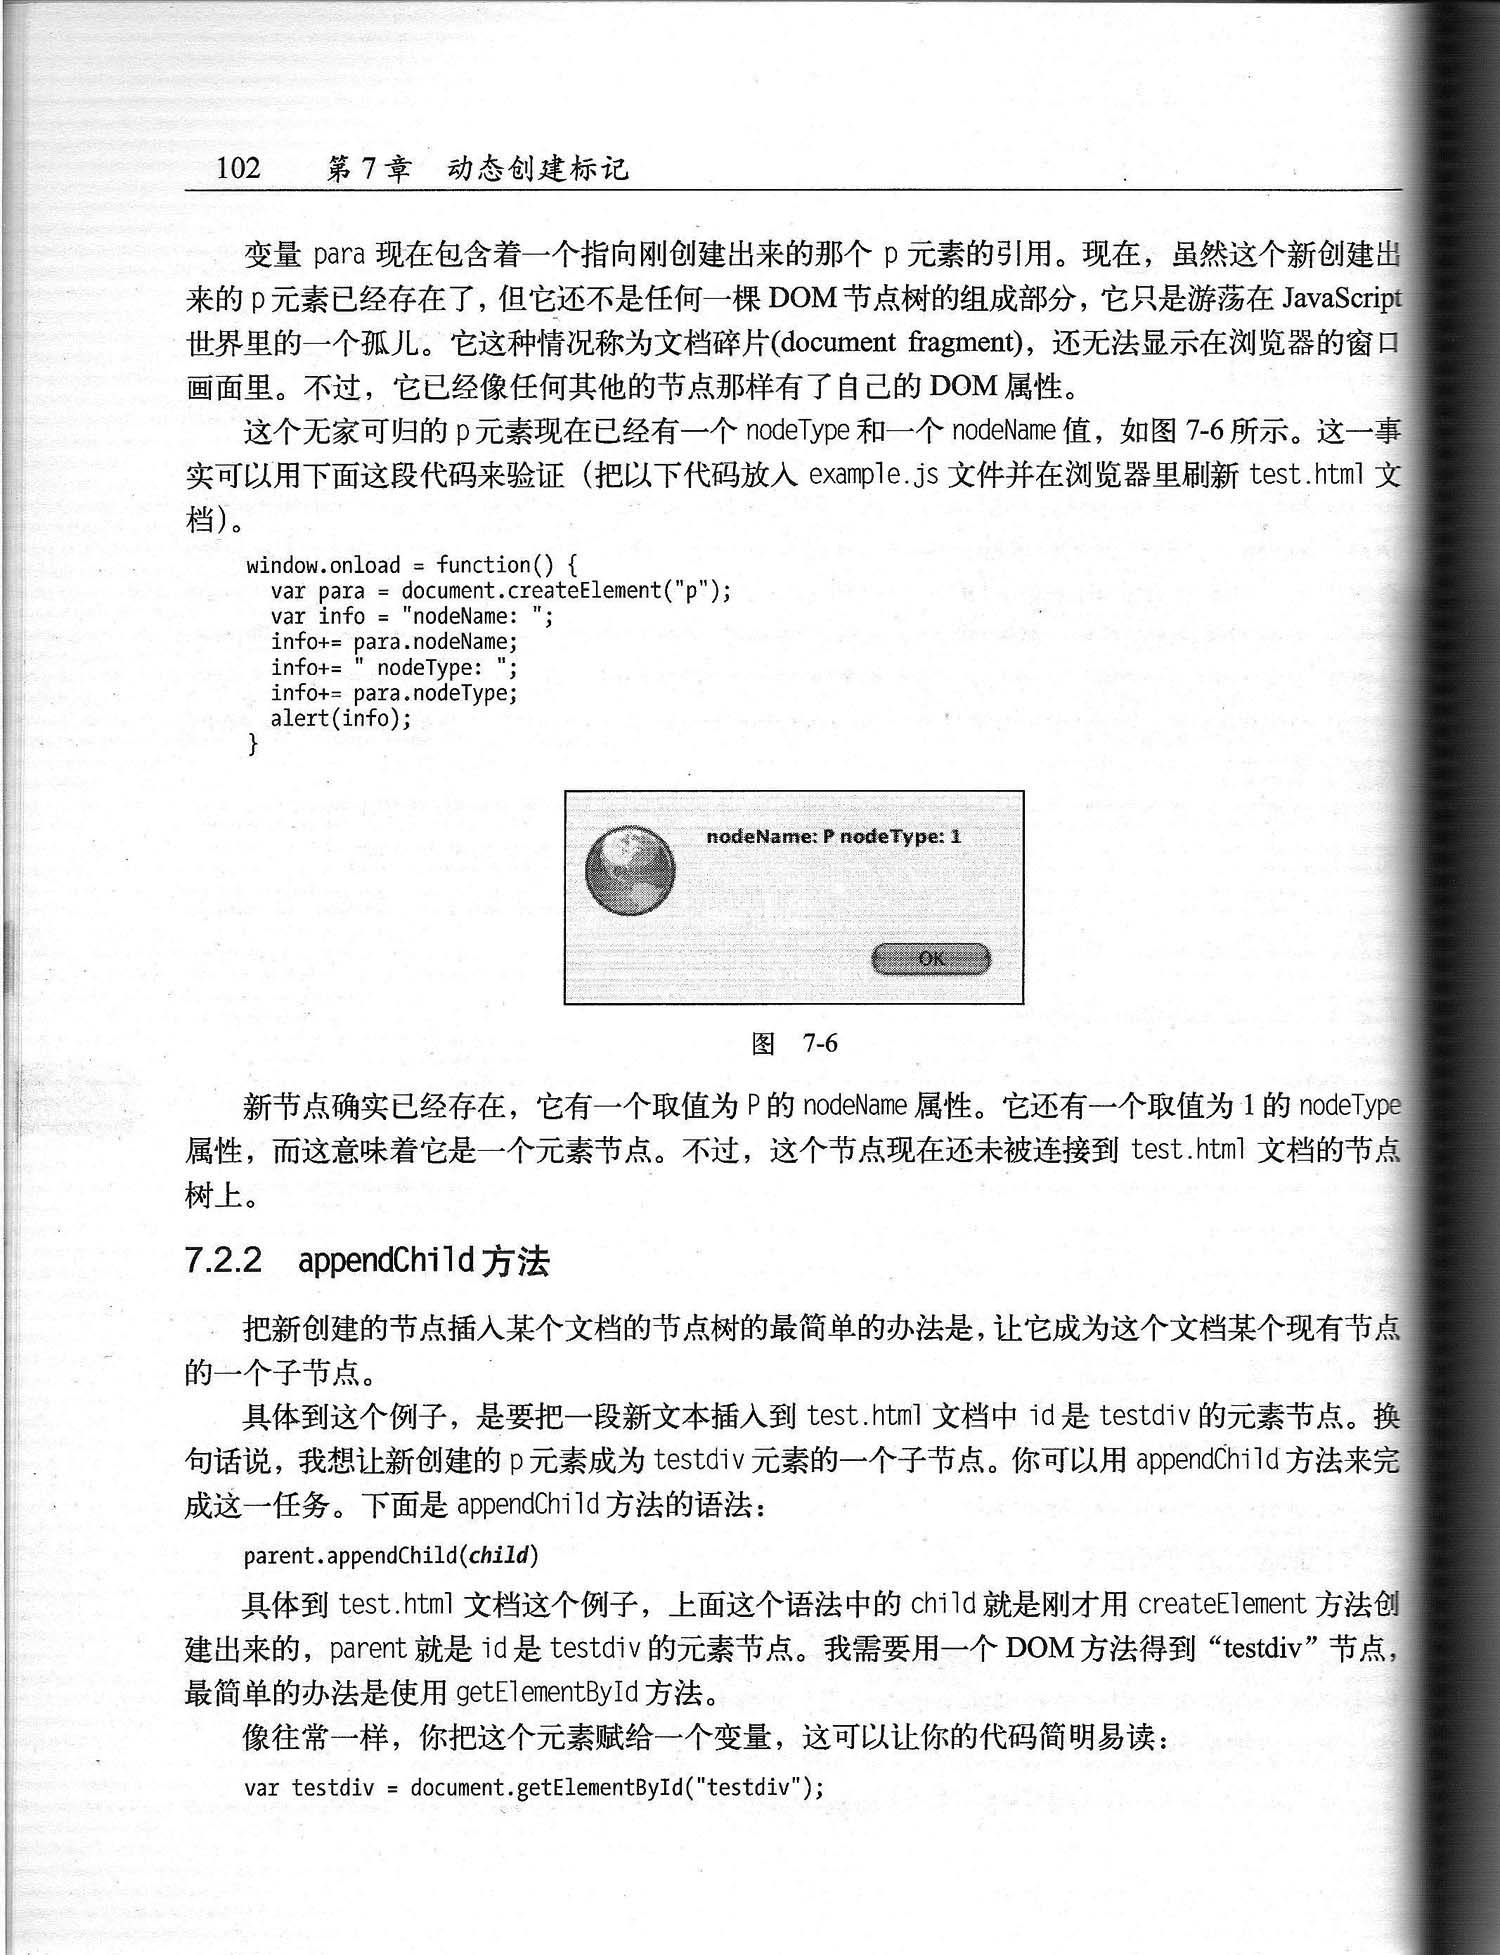 102 第 7 章 动态创建标记
变量 para 现在包含着一个指向刚创建出来的那个 p 元素的引用。现在，虽然这个新创建出
来的 p 元素已经存在了，但它还不是任何一棵 DOM 节点树的组成部分，它只是游荡在 JavaScript
世界里的一个孤儿。它这种情况称为文档碎片(document fragment)，还无法显示在浏览器的窗口
画面里。不过，它已经像任何其他的节点那样有了自己的 DOM 属性。
这个无家可归的 p 元素现在已经有一个 nodeType 和一个 nodeName 值，如图 7-6 所示。这一事
实可以用下面这段代码来验证（把以下代码放入 example.js 文件并在浏览器里刷新 test.html 文
档）。
window.onload = function() {
  var para = document.createElement("p");
  var info = "nodeName: ";
  info+= para.nodeName;
  info+= " nodeType: ";
  info+= para.nodeType;
  alert(info);
}
nodeName: P nodeType: 1
OK
图 7-6
新节点确实已经存在，它有一个取值为 P 的 nodeName 属性。它还有一个取值为 1 的 nodeType
属性，而这意味着它是一个元素节点。不过，这个节点现在还未被连接到 test.html 文档的节点
树上。
7.2.2 appendChild 方法
把新创建的节点插入某个文档的节点树的最简单的办法是，让它成为这个文档某个现有节点
的一个子节点。
具体到这个例子，是要把一段新文本插入到 test.html 文档中 id 是 testdiv 的元素节点。换
句话说，我想让新创建的 p 元素成为 testdiv 元素的一个子节点。你可以用 appendChild 方法来完
成这一任务。下面是 appendChild 方法的语法：
parent.appendChild(child)
具体到 test.html 文档这个例子，上面这个语法中的 child 就是刚才用 createElement 方法创
建出来的，parent 就是 id 是 testdiv 的元素节点。我需要用一个 DOM 方法得到“testdiv”节点，
最简单的办法是使用 getElementById 方法。
像往常一样，你把这个元素赋给一个变量，这可以让你的代码简明易读：
var testdiv = document.getElementById("testdiv");